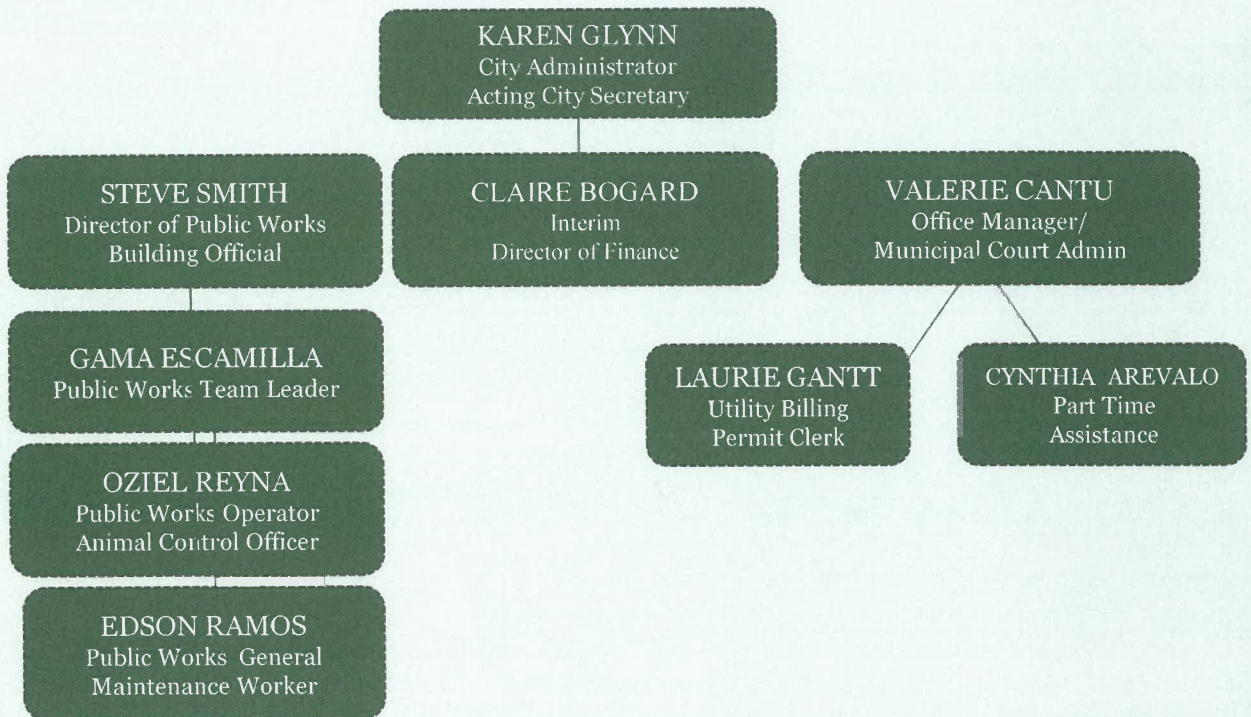 KAREN GLYNN
City Administrator
Acting City Secretary
STEVE SMITH
Director of Public Works
Building Official
CLAIRE BOGARD
Interim
Director of Finance
VALERIE CANTU
Office Manager/
Municipal Court Admin
GAMA ESCAMILLA
Public Works Team Leader
LAURIE GANTT
Utility Billing
Permit Clerk
CYNTHIA AREVALO
Part Time
Assistance
OZIEL REYNA
Public Works Operator
Animal Control Officer
EDSON RAMOS
Public Works General
Maintenance Worker